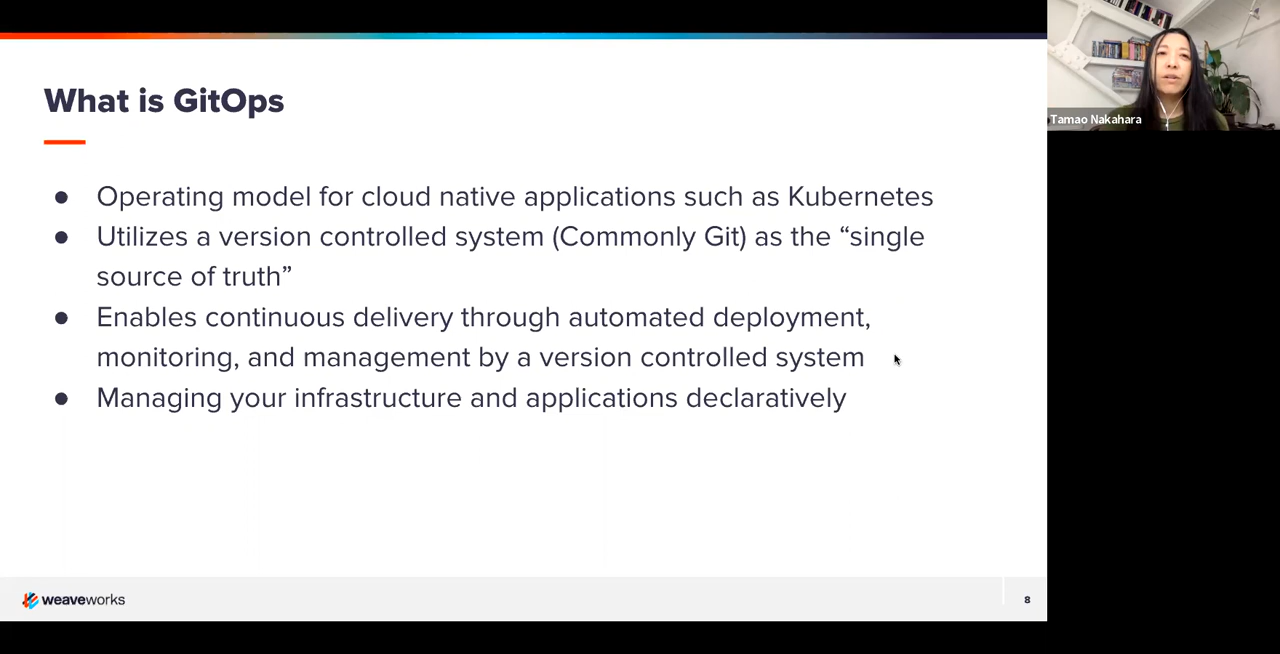 What is GitOps
● Operating model for cloud native applications such as Kubernetes
● Utilizes a version controlled system (Commonly Git) as the “single
source of truth”
● Enables continuous delivery through automated deployment,
monitoring, and management by a version controlled system
● Managing your infrastructure and applications declaratively
weaveworks
8
Tamao Nakahara